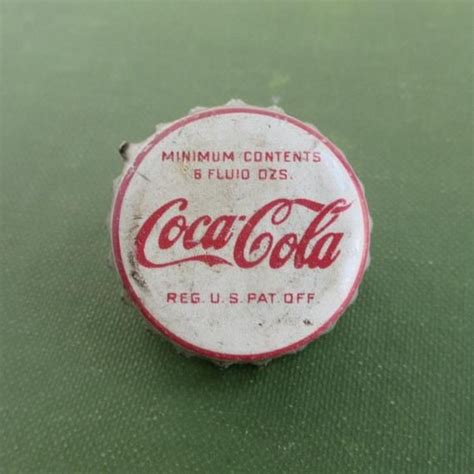 MINIMUM CONTENTS
6 FLUID OZS.
Coca-Cola
REG. U.S. PAT. OFF.